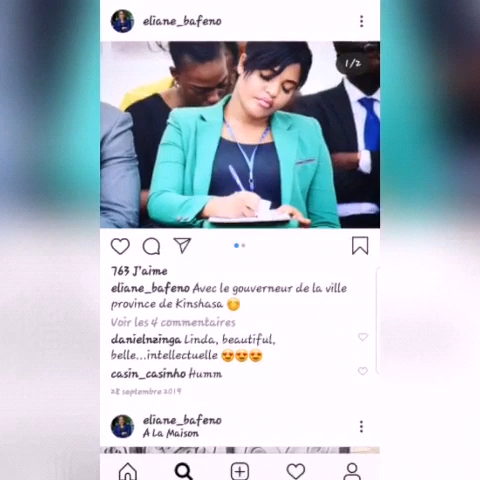 eliane_bafeno
1/2
763 J'aime
eliane_bafeno Avec le gouverneur de la ville
province de Kinshasa 😊
Voir les 4 commentaires
danielnzinga Linda, beautiful,
belle...intellectuelle 😍😍😍
casin_casinho Humm
28 septembre 2019
eliane_bafeno
A La Maison